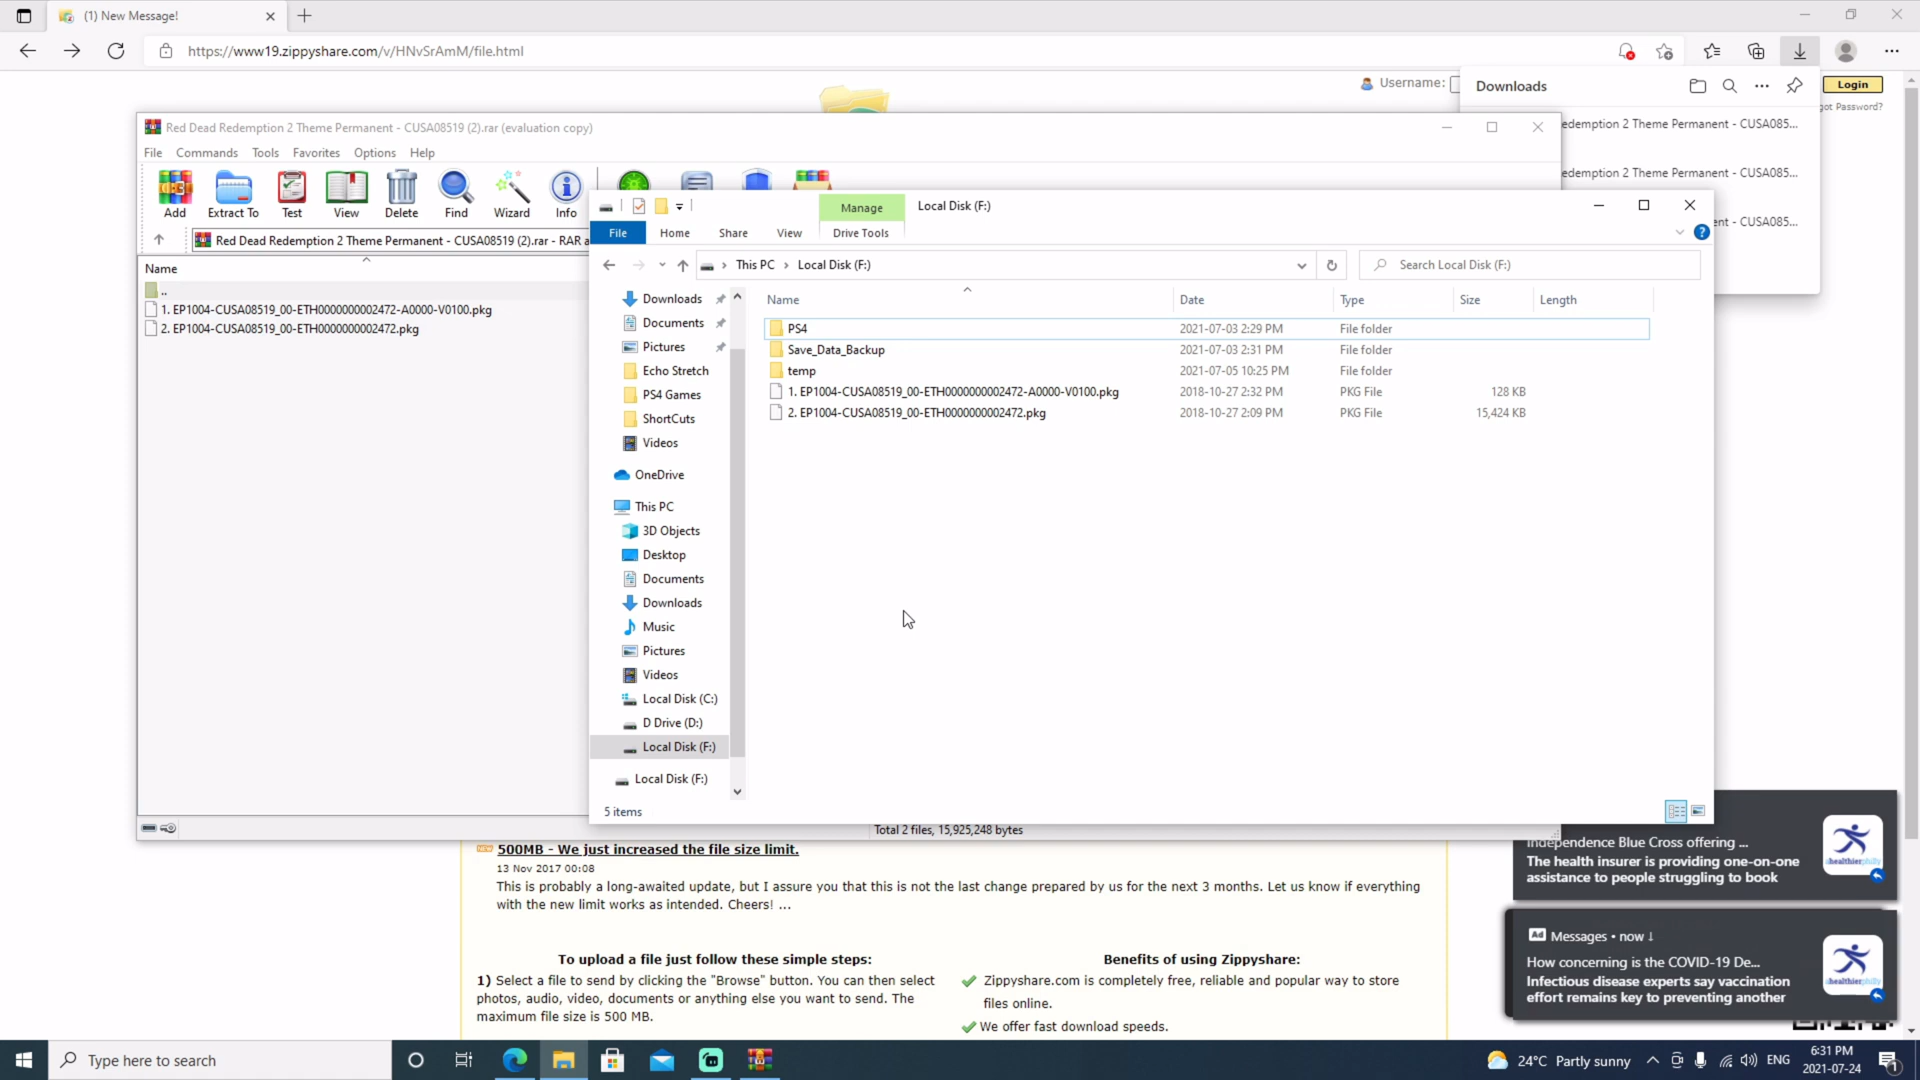 (1) New Message!
https://www19.zippyshare.com/v/HNvSrAmM/file.html
Username:
Downloads
Login
got Password?
Red Dead Redemption 2 Theme Permanent - CUSA08519 (2).rar (evaluation copy)
edemption 2 Theme Permanent - CUSA085...
File Commands Tools Favorites Options Help
edemption 2 Theme Permanent - CUSA085...
Add Extract To Test View Delete Find Wizard Info
Manage Local Disk (F:)
ent - CUSA085...
File Home Share View Drive Tools
Red Dead Redemption 2 Theme Permanent - CUSA08519 (2).rar - RAR a
This PC Local Disk (F:)
Search Local Disk (F:)
Name
..
1. EP1004-CUSA08519_00-ETH0000000002472-A0000-V0100.pkg
2. EP1004-CUSA08519_00-ETH0000000002472.pkg
Downloads
Documents
Pictures
Echo Stretch
PS4 Games
ShortCuts
Videos
OneDrive
This PC
3D Objects
Desktop
Documents
Downloads
Music
Pictures
Videos
Local Disk (C:)
D Drive (D:)
Local Disk (F:)
Local Disk (F:)
Name Date Type Size Length
PS4 2021-07-03 2:29 PM File folder
Save_Data_Backup 2021-07-03 2:31 PM File folder
temp 2021-07-05 10:25 PM File folder
1. EP1004-CUSA08519_00-ETH0000000002472-A0000-V0100.pkg 2018-10-27 2:32 PM PKG File 128 KB
2. EP1004-CUSA08519_00-ETH0000000002472.pkg 2018-10-27 2:09 PM PKG File 15,424 KB
5 items
Total 2 files, 15,925,248 bytes
NEW 500MB - We just increased the file size limit.
13 Nov 2017 00:08
This is probably a long-awaited update, but I assure you that this is not the last change prepared by us for the next 3 months. Let us know if everything
with the new limit works as intended. Cheers! ...
To upload a file just follow these simple steps:
1) Select a file to send by clicking the "Browse" button. You can then select
photos, audio, video, documents or anything else you want to send. The
maximum file size is 500 MB.
Benefits of using Zippyshare:
Zippyshare.com is completely free, reliable and popular way to store
files online.
We offer fast download speeds.
Independence Blue Cross offering ...
The health insurer is providing one-on-one
assistance to people struggling to book
Ad Messages • now
How concerning is the COVID-19 De...
Infectious disease experts say vaccination
effort remains key to preventing another
Type here to search
24°C Partly sunny
ENG
6:31 PM
2021-07-24
1